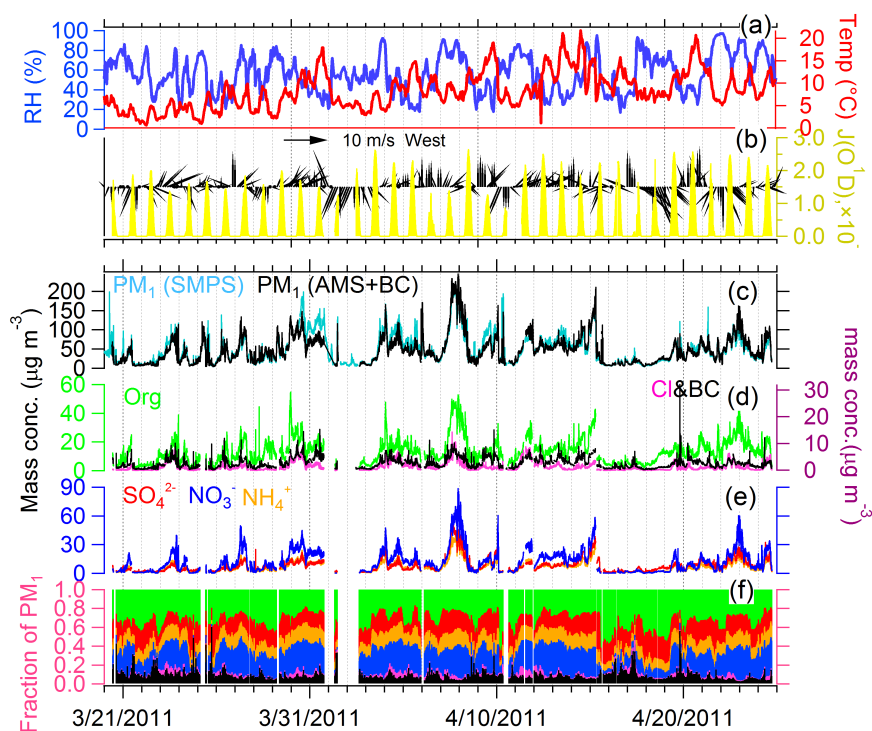 (a)
RH (%)
100
80
60
40
20
0
Temp (°C)
20
15
10
5
0
(b)
10 m/s West
J(O¹D),×10⁻
3.0
2.0
1.0
0.0
(c)
PM₁ (SMPS) PM₁ (AMS+BC)
200
150
100
50
0
Mass conc. (µg m⁻³)
mass conc. (µg m⁻³)
(d)
Org
Cl&BC
60
40
20
0
30
20
10
0
(e)
SO₄²⁻ NO₃⁻ NH₄⁺
90
60
30
0
(f)
Fraction of PM₁
1.0
0.8
0.6
0.4
0.2
0.0
3/21/2011 3/31/2011 4/10/2011 4/20/2011